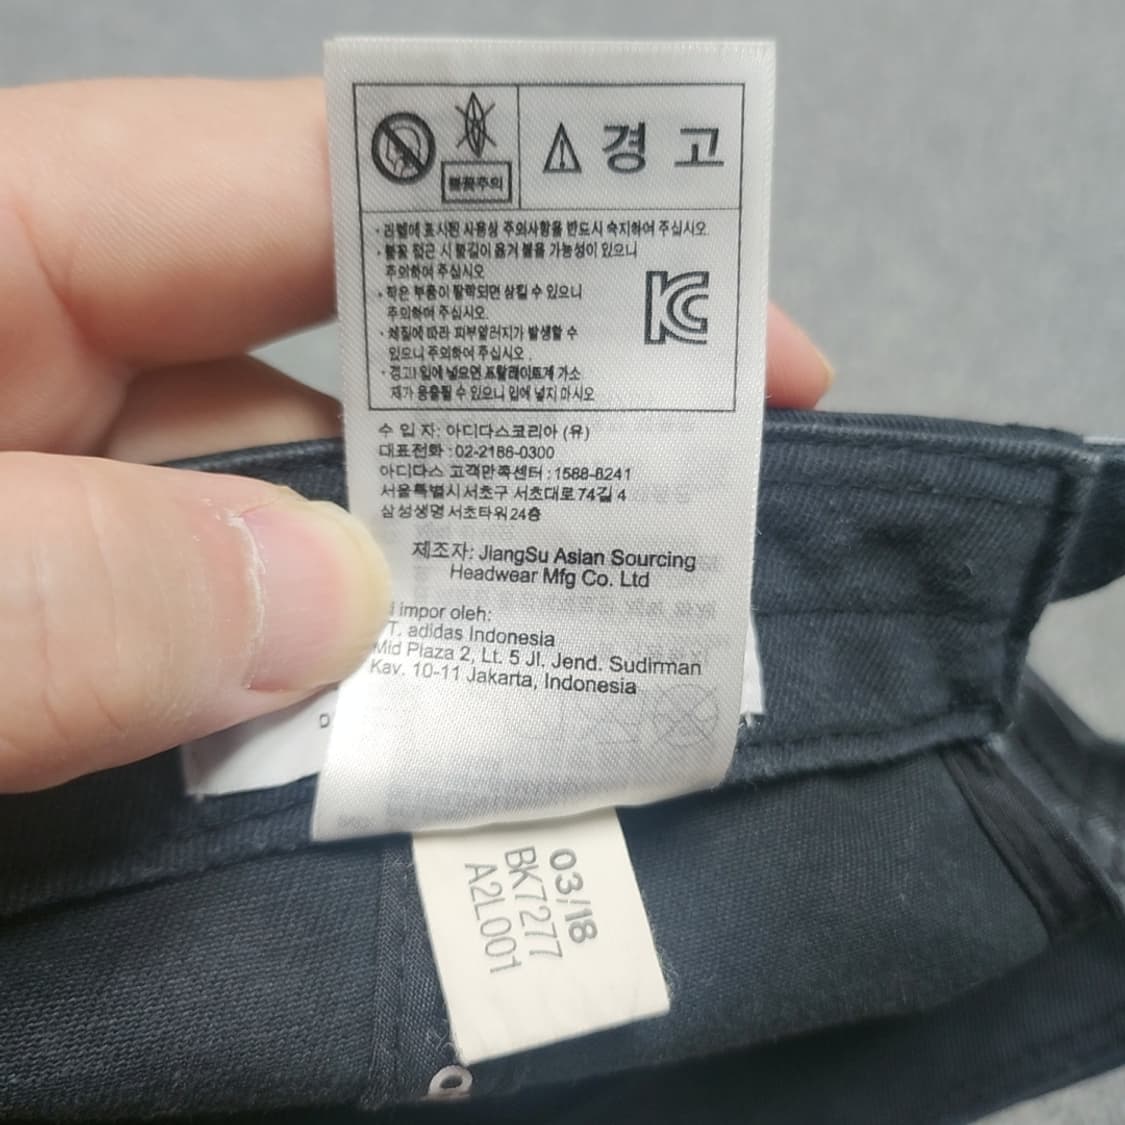 불꽃주의
경고
· 라벨에 표시된 사용상 주의사항을 반드시 숙지하여 주십시오.
· 불꽃 접근 시 불길이 옮겨 붙을 가능성이 있으니
주의하여 주십시오
· 작은 부품이 탈락되면 삼킬 수 있으니
주의하여 주십시오.
· 체질에 따라 피부알러지가 발생할 수
있으니 주의하여 주십시오.
· 경고! 입에 넣으면 프탈레이트계 가소
제가 용출될 수 있으니 입에 넣지 마시오
KC
수 입 자: 아디다스코리아 (유)
대표전화 : 02-2186-0300
아디다스 고객만족센터 : 1588-8241
서울특별시 서초구 서초대로 74길 4
삼성생명 서초타워 24층
제조자: JiangSu Asian Sourcing
Headwear Mfg Co. Ltd
impor oleh:
T. adidas Indonesia
Mid Plaza 2, Lt. 5 Jl. Jend. Sudirman
Kav. 10-11 Jakarta, Indonesia
D
03/18
BK7277
A2L001